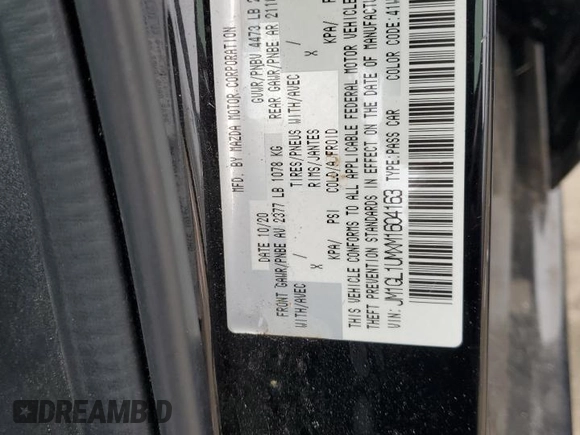 MFD. BY MAZDA MOTOR CORPORATION
DATE 10/20 GVWR/PNBV 4473 LB
FRONT GAWR/PNBE AV 2377 LB 1078 KG REAR GAWR/PNBE AR
WITH/AVEC TIRES/PNEUS WITH/AVEC
X RIMS/JANTES X
KPA/ PSI COLD/A FROID KPA/
THIS VEHICLE CONFORMS TO ALL APPLICABLE FEDERAL MOTOR VEHICLE
THEFT PREVENTION STANDARDS IN EFFECT ON THE DATE OF MANUFACTUR
VIN: JM1GL1UMXM1604163 TYPE:PASS CAR COLOR CODE:41W
DREAMBID